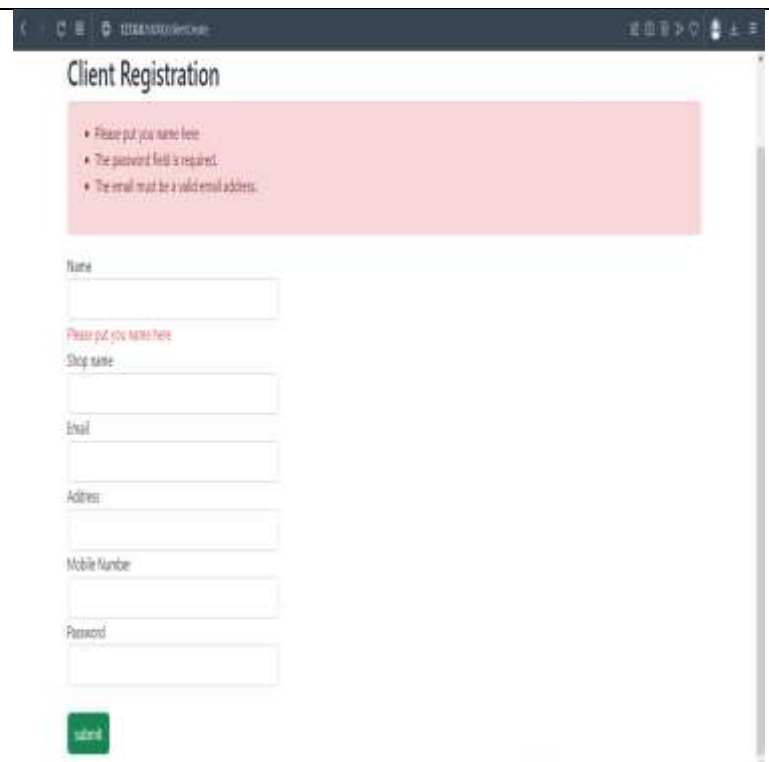 Client Registration
Please put you name here
The password field is required.
The email must be a valid email address.
Name
Please put you name here
Shop name
Email
Address
Mobile Number
Password
submit